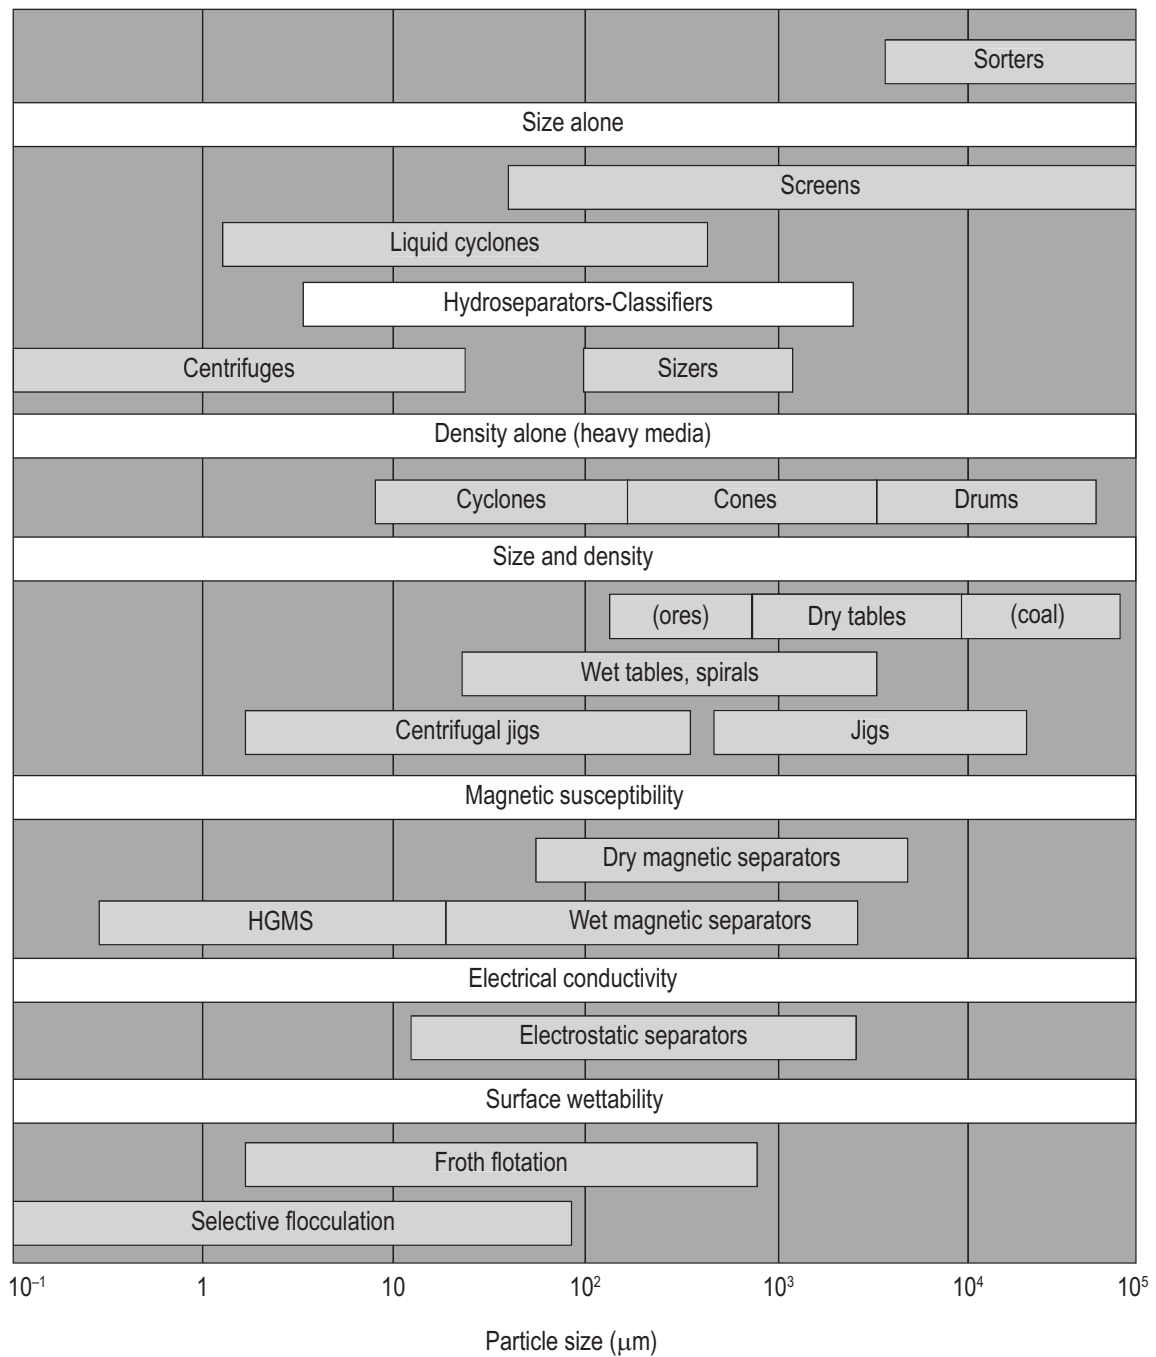 Sorters
Size alone
Screens
Liquid cyclones
Hydroseparators-Classifiers
Centrifuges Sizers
Density alone (heavy media)
Cyclones Cones Drums
Size and density
(ores) Dry tables (coal)
Wet tables, spirals
Centrifugal jigs Jigs
Magnetic susceptibility
Dry magnetic separators
HGMS Wet magnetic separators
Electrical conductivity
Electrostatic separators
Surface wettability
Froth flotation
Selective flocculation
10⁻¹ 1 10 10² 10³ 10⁴ 10⁵
Particle size (μm)